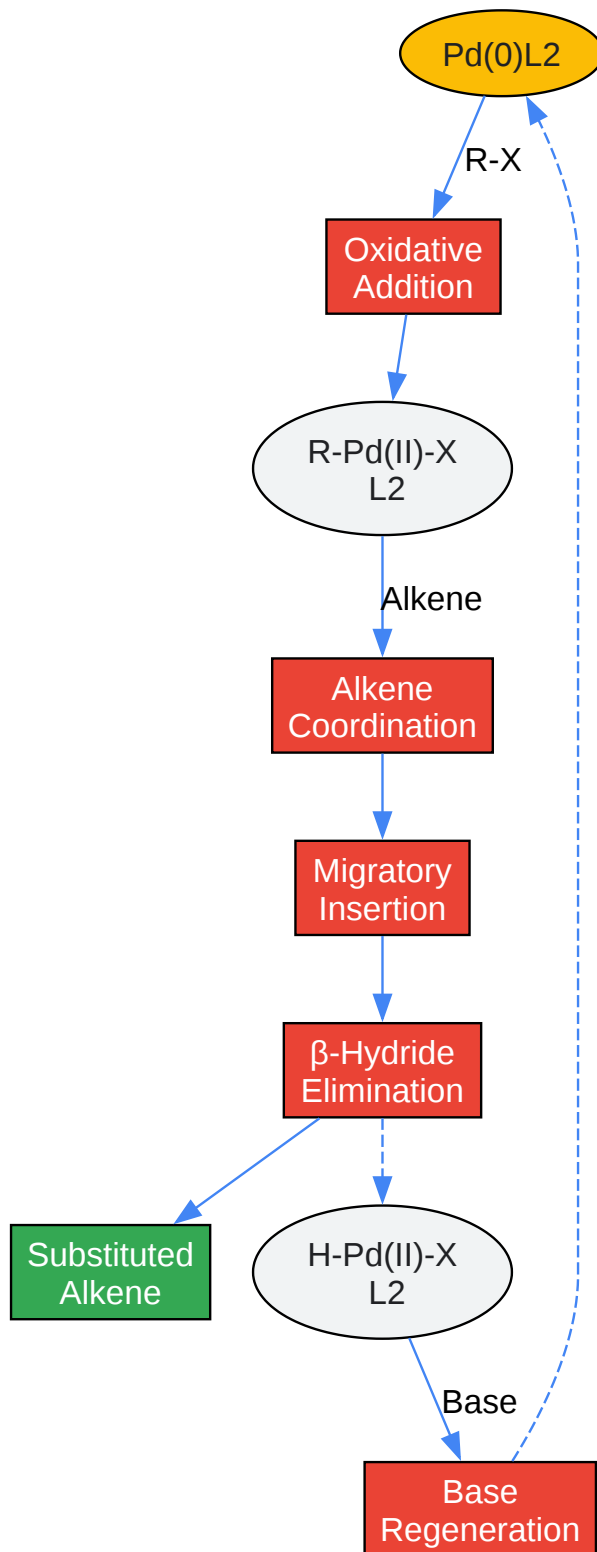 Pd(0)L2
R-X
Oxidative
Addition
R-Pd(II)-X
L2
Alkene
Alkene
Coordination
Migratory
Insertion
β-Hydride
Elimination
Substituted
Alkene
H-Pd(II)-X
L2
Base
Base
Regeneration